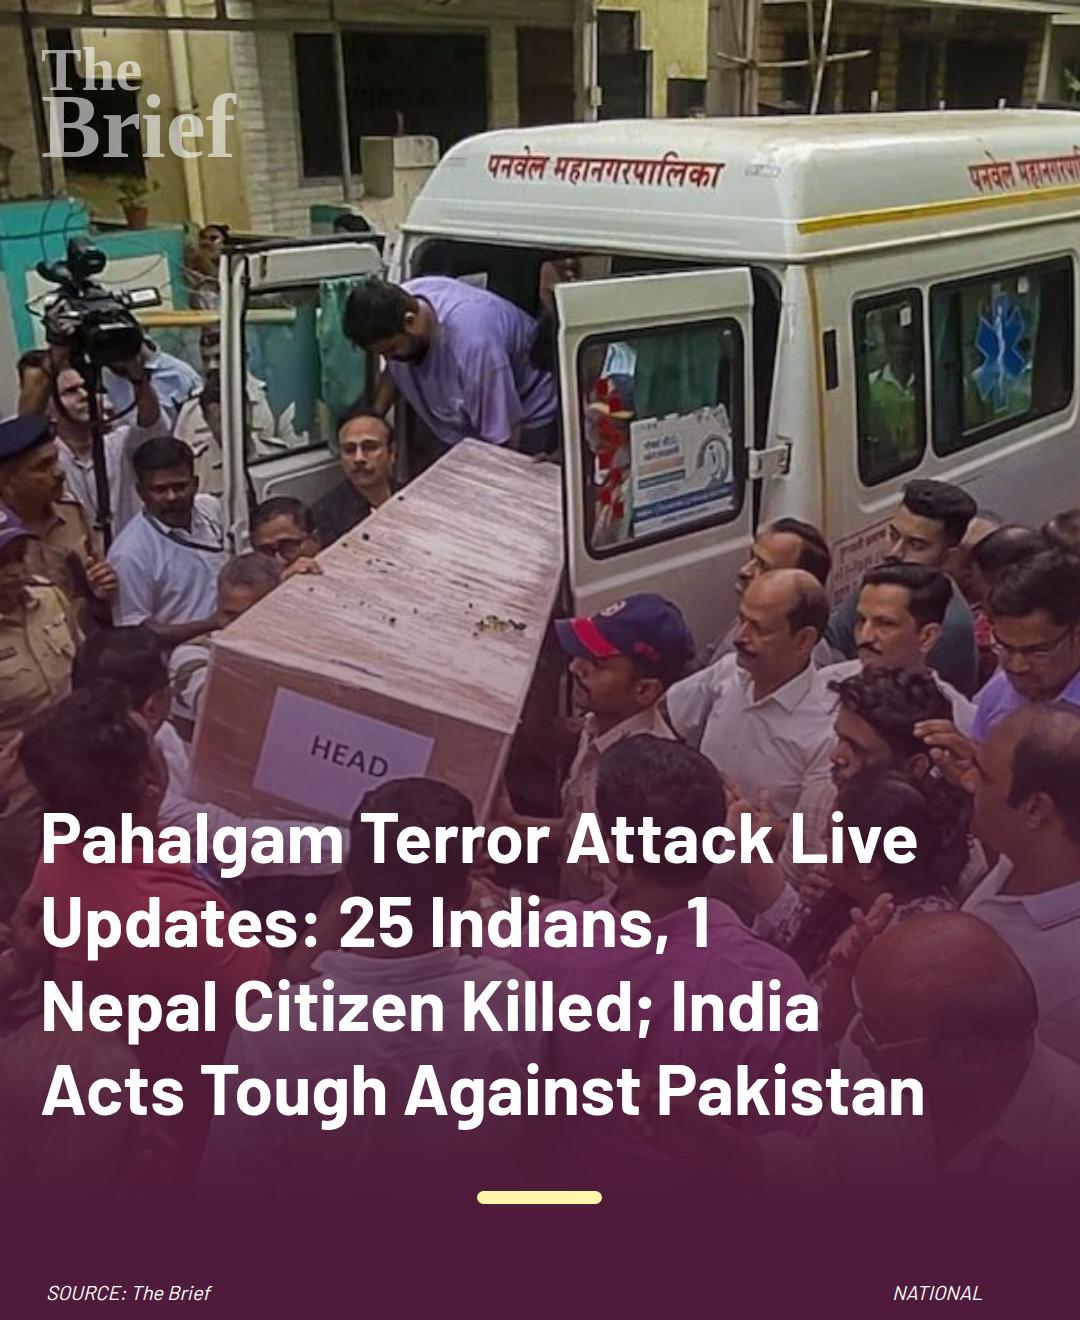 The
Brief
पनवेल महानगरपालिका
पनवेल महानगरपा
HEAD
Pahalgam Terror Attack Live
Updates: 25 Indians, 1
Nepal Citizen Killed; India
Acts Tough Against Pakistan
SOURCE: The Brief
NATIONAL